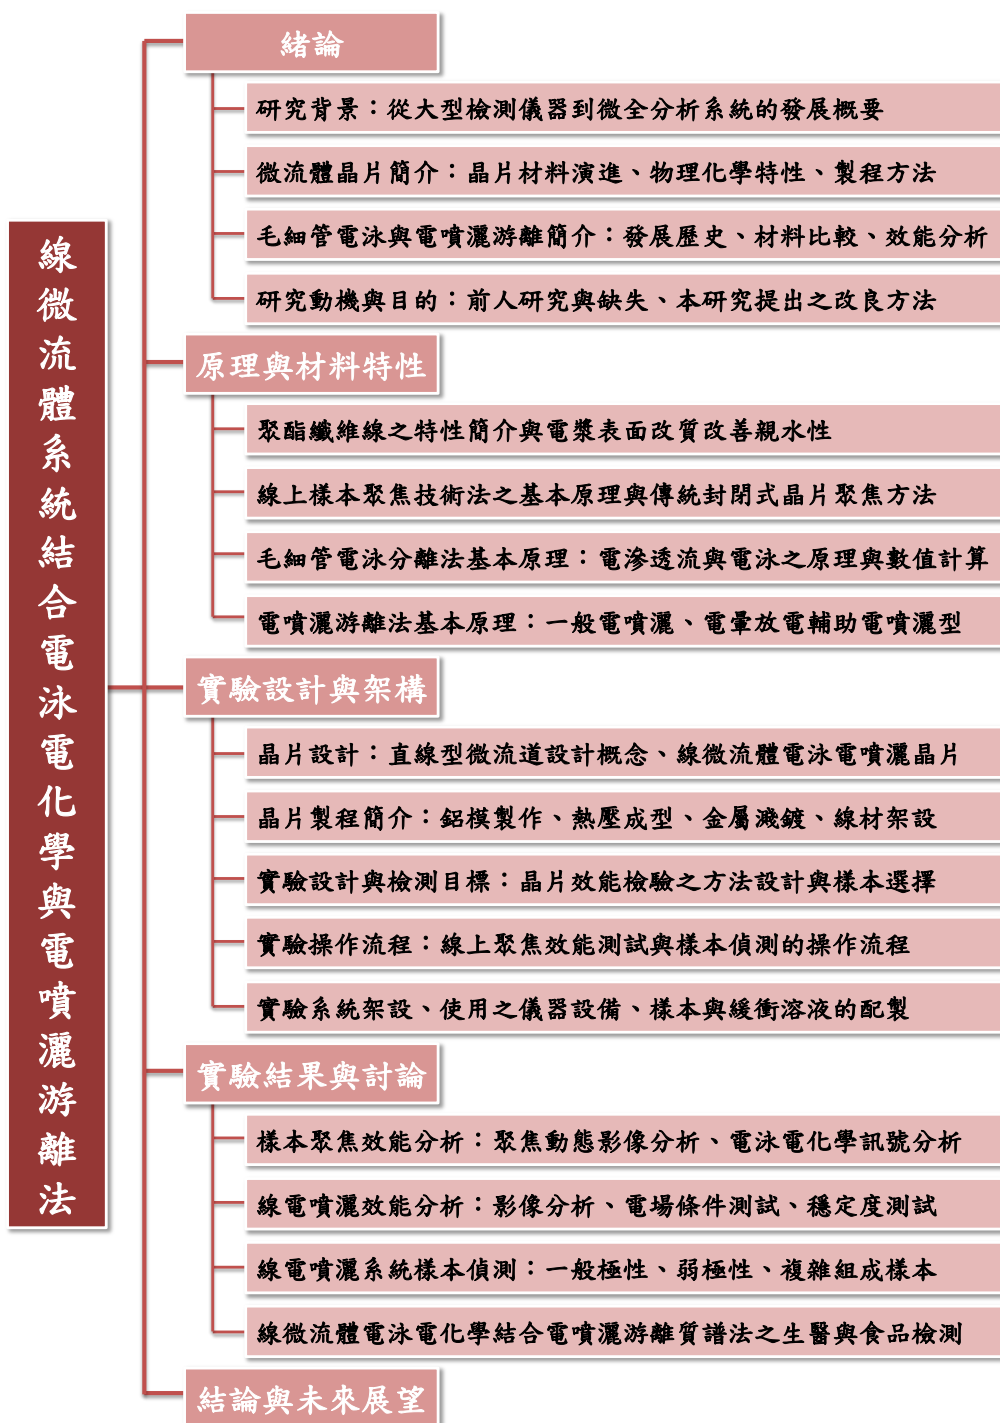 線微流體系統結合電泳電化學與電噴灑游離法
緒論
研究背景：從大型檢測儀器到微全分析系統的發展概要
微流體晶片簡介：晶片材料演進、物理化學特性、製程方法
毛細管電泳與電噴灑游離簡介：發展歷史、材料比較、效能分析
研究動機與目的：前人研究與缺失、本研究提出之改良方法
原理與材料特性
聚酯纖維線之特性簡介與電漿表面改質改善親水性
線上樣本聚焦技術法之基本原理與傳統封閉式晶片聚焦方法
毛細管電泳分離法基本原理：電滲透流與電泳之原理與數值計算
電噴灑游離法基本原理：一般電噴灑、電暈放電輔助電噴灑型
實驗設計與架構
晶片設計：直線型微流道設計概念、線微流體電泳電噴灑晶片
晶片製程簡介：鋁模製作、熱壓成型、金屬濺鍍、線材架設
實驗設計與檢測目標：晶片效能檢驗之方法設計與樣本選擇
實驗操作流程：線上聚焦效能測試與樣本偵測的操作流程
實驗系統架設、使用之儀器設備、樣本與緩衝溶液的配製
實驗結果與討論
樣本聚焦效能分析：聚焦動態影像分析、電泳電化學訊號分析
線電噴灑效能分析：影像分析、電場條件測試、穩定度測試
線電噴灑系統樣本偵測：一般極性、弱極性、複雜組成樣本
線微流體電泳電化學結合電噴灑游離質譜法之生醫與食品檢測
結論與未來展望